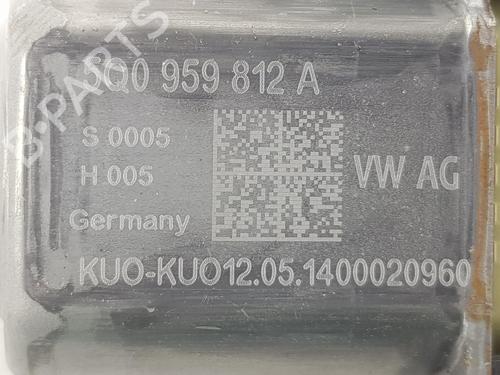 5Q0 959 812 A
S 0005
H 005
VW AG
Germany
KUO-KUO12.05.1400020960
B-PARTS